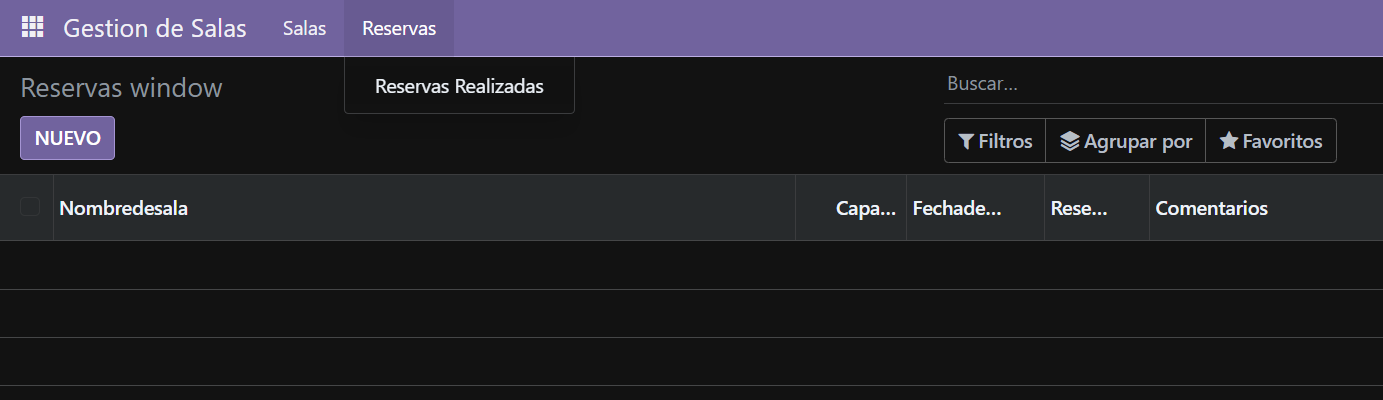 Gestion de Salas Salas Reservas
Reservas window
Reservas Realizadas
Buscar...
NUEVO
Filtros Agrupar por Favoritos
Nombredesala Capa... Fechade... Rese... Comentarios